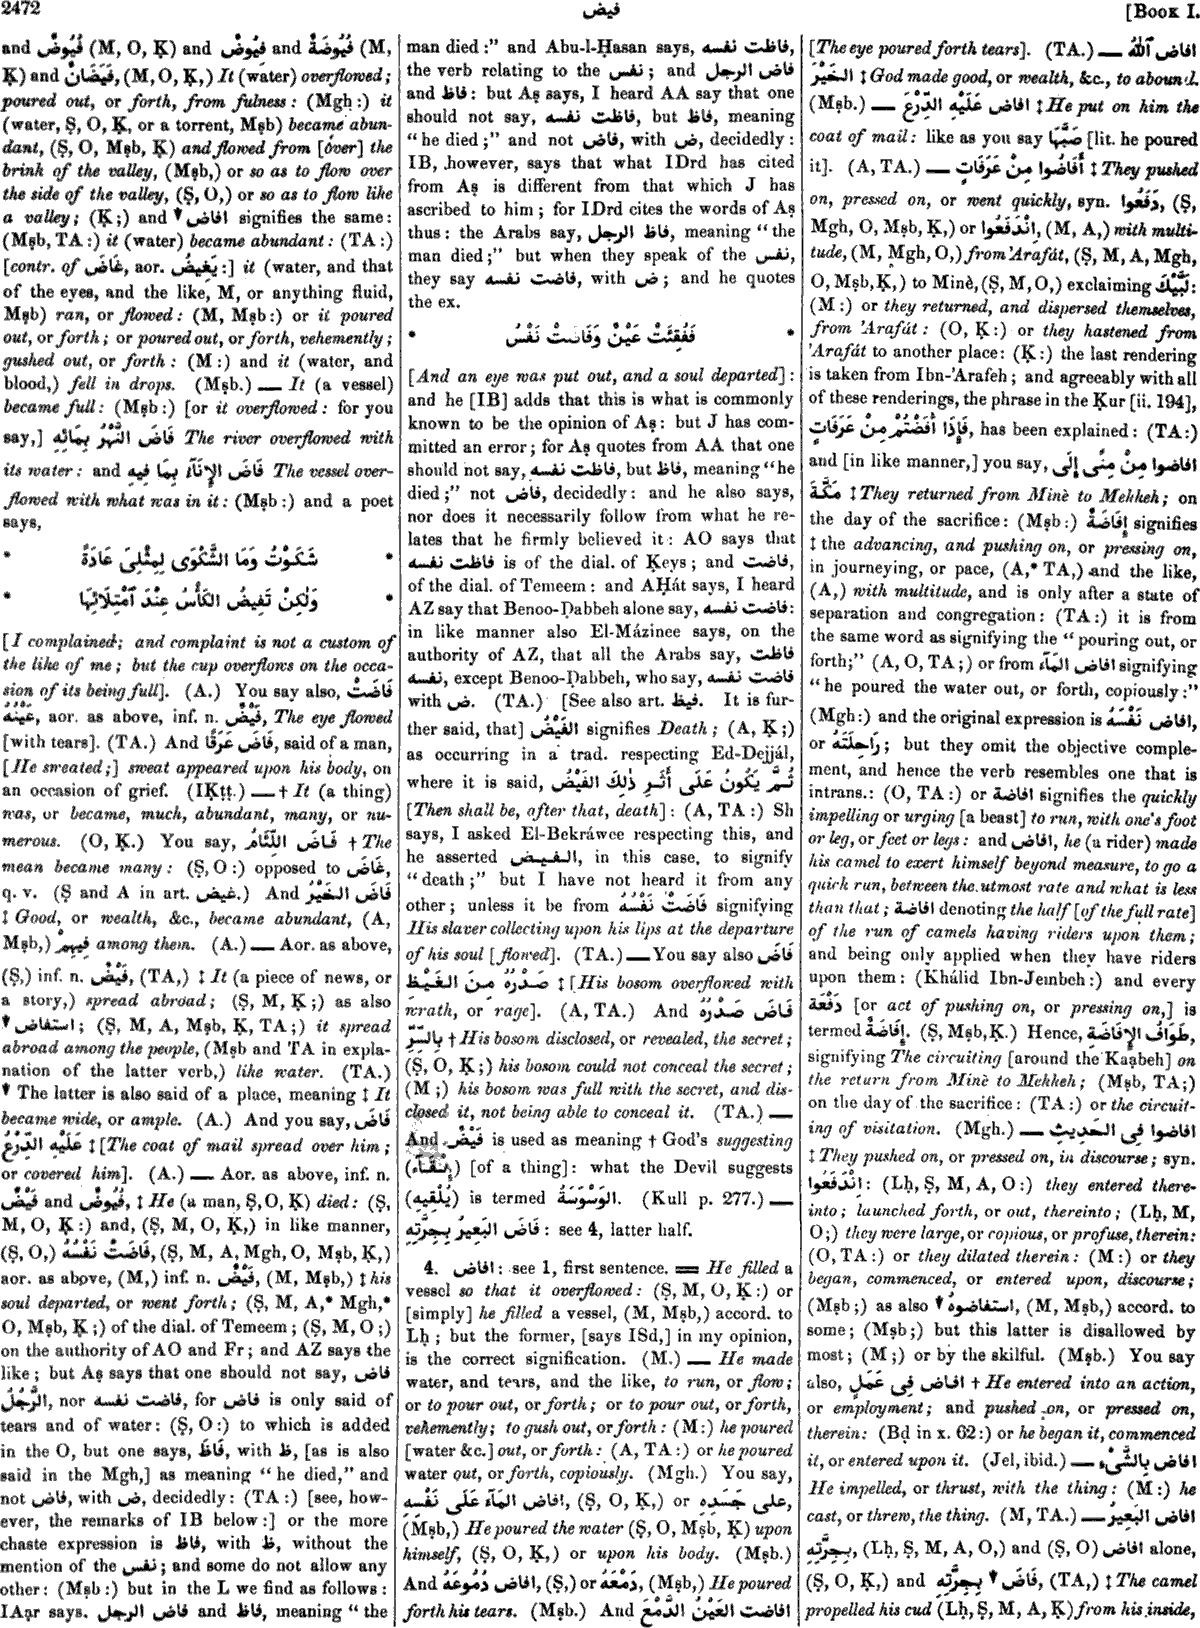 2472
فيض
[BOOK I.
and فُيُوضٌ (M, O, Ḳ) and فِيُوضٌ and فُيُوضَةٌ (M,
Ḳ) and فَيَضَانٌ, (M, O, Ḳ,) It (water) overflowed;
poured out, or forth, from fulness: (Mgh:) it
(water, Ṣ, O, Ḳ, or a torrent, Mṣb) became abun-
dant, (Ṣ, O, Mṣb, Ḳ) and flowed from [over] the
brink of the valley, (Mṣb,) or so as to flow over
the side of the valley, (Ṣ, O,) or so as to flow like
a valley; (Ḳ;) and ▼ افاض signifies the same:
(Mṣb, TA:) it (water) became abundant: (TA:)
[contr. of غَاضَ, aor. يَغِيضُ:] it (water, and that
of the eyes, and the like, M, or anything fluid,
Mṣb) ran, or flowed: (M, Mṣb:) or it poured
out, or forth; or poured out, or forth, vehemently;
gushed out, or forth: (M:) and it (water, and
blood,) fell in drops. (Mṣb.) — It (a vessel)
became full: (Mṣb:) [or it overflowed: for you
say,] فَاضَ النَّهْرُ بِمَائِهِ The river overflowed with
its water: and فَاضَ الإِنَآءُ بِمَا فِيهِ The vessel over-
flowed with what was in it: (Mṣb:) and a poet
says,
* شَكَوْتُ وَمَا الشَّكْوَى لِمِثْلِىَ عَادَةً *
* وَلٰكِنْ تَفِيضُ الكَأْسُ عِنْدَ ٱمْتِلَائِهَا *
[I complained; and complaint is not a custom of
the like of me; but the cup overflows on the occa-
sion of its being full]. (A.) You say also, فَاضَتْ
عَيْنُهُ, aor. as above, inf. n. فَيْضٌ, The eye flowed
[with tears]. (TA.) And فَاضَ عَرَقًا, said of a man,
[He sweated;] sweat appeared upon his body, on
an occasion of grief. (IḲṭṭ.) — † It (a thing)
was, or became, much, abundant, many, or nu-
merous. (O, Ḳ.) You say, فَاضَ اللِّئَامُ † The
mean became many: (Ṣ, O:) opposed to غَاضَ,
q. v. (Ṣ and A in art. غيض.) And فَاضَ الخَيْرُ
‡ Good, or wealth, &c., became abundant, (A,
Mṣb,) فِيهِمْ among them. (A.) — Aor. as above,
(Ṣ,) inf. n. فَيْضٌ, (TA,) ‡ It (a piece of news, or
a story,) spread abroad; (Ṣ, M, Ḳ;) as also
▼ استفاض; (Ṣ, M, A, Mṣb, Ḳ, TA;) it spread
abroad among the people, (Mṣb and TA in expla-
nation of the latter verb,) like water. (TA.)
▼ The latter is also said of a place, meaning ‡ It
became wide, or ample. (A.) And you say, فَاضَ
عَلَيْهِ الدِّرْعُ ‡ [The coat of mail spread over him;
or covered him]. (A.) — Aor. as above, inf. n.
فَيْضٌ and فُيُوضٌ, ‡ He (a man, Ṣ, O, Ḳ) died: (Ṣ,
M, O, Ḳ:) and, (Ṣ, M, O, Ḳ,) in like manner,
(Ṣ, O,) فَاضَتْ نَفْسُهُ, (Ṣ, M, A, Mgh, O, Mṣb, Ḳ,)
aor. as above, (M,) inf. n. فَيْضٌ, (M, Mṣb,) ‡ his
soul departed, or went forth; (Ṣ, M, A,* Mgh,*
O, Mṣb, Ḳ;) of the dial. of Temeem; (Ṣ, M, O;)
on the authority of AO and Fr; and AZ says the
like; but Aṣ says that one should not say, فاض
الرَّجُلُ, nor فاضت نفسه, for فاض is only said of
tears and of water: (Ṣ, O:) to which is added
in the O, but one says, فَاظَ, with ظ, [as is also
said in the Mgh,] as meaning "he died," and
not فاض, with ض, decidedly: (TA:) [see, how-
ever, the remarks of IB below:] or the more
chaste expression is فاظ, with ظ, without the
mention of the نفس; and some do not allow any
other: (Mṣb:) but in the L we find as follows:
IAạr says. فاض الرجل and فاظ, meaning "the
man died:" and Abu-l-Ḥasan says, فاظت نفسه,
the verb relating to the نفس; and فاض الرجل
and فاظ: but Aṣ says, I heard AA say that one
should not say, فاظت نفسه, but فاظ, meaning
"he died;" and not فاض, with ض, decidedly:
IB, however, says that what IDrd has cited
from Aṣ is different from that which J has
ascribed to him; for IDrd cites the words of Aṣ
thus: the Arabs say, فاظ الرجل, meaning "the
man died;" but when they speak of the نفس,
they say فاضت نفسه, with ض; and he quotes
the ex.
* فَفُقِئَتْ عَيْنٌ وَفَاضَتْ نَفْسُ *
[And an eye was put out, and a soul departed]:
and he [IB] adds that this is what is commonly
known to be the opinion of Aṣ: but J has com-
mitted an error; for Aṣ quotes from AA that one
should not say, فاظت نفسه, but فاظ, meaning "he
died;" not فاض, decidedly: and he also says,
nor does it necessarily follow from what he re-
lates that he firmly believed it: AO says that
فاظت نفسه is of the dial. of Ḳeys; and فاضت,
of the dial. of Temeem: and AḤát says, I heard
AZ say that Benoo-Ḍabbeh alone say, فاضت نفسه:
in like manner also El-Mázinee says, on the
authority of AZ, that all the Arabs say, فاظت
نفسه, except Benoo-Ḍabbeh, who say, فاضت نفسه
with ض. (TA.) [See also art. فيظ. It is fur-
ther said, that] الفَيْضُ signifies Death; (A, Ḳ;)
as occurring in a trad. respecting Ed-Dejjál,
where it is said, ثُمَّ يَكُونُ عَلَى أَثَرِ ذٰلِكَ الفَيْضُ
[Then shall be, after that, death]: (A, TA:) Sh
says, I asked El-Bekráwee respecting this, and
he asserted الفيض, in this case, to signify
"death;" but I have not heard it from any
other; unless it be from فَاضَتْ نَفْسُهُ signifying
His slaver collecting upon his lips at the departure
of his soul [flowed]. (TA.) — You say also فَاضَ
صَدْرُهُ مِنَ الغَيْظِ ‡ [His bosom overflowed with
wrath, or rage]. (A, TA.) And فَاضَ صَدْرُهُ
بِالسِّرِّ † His bosom disclosed, or revealed, the secret;
(Ṣ, O, Ḳ;) his bosom could not conceal the secret;
(M;) his bosom was full with the secret, and dis-
closed it, not being able to conceal it. (TA.) —
And فَيْضٌ is used as meaning † God's suggesting
(إِلْقَآء) [of a thing]: what the Devil suggests
(يُلْقِيهِ) is termed الوَسْوَسَةُ. (Kull p. 277.) —
فَاضَ البَعِيرُ بِجِرَّتِهِ: see 4, latter half.
4. افاض: see 1, first sentence. = He filled a
vessel so that it overflowed: (Ṣ, M, O, Ḳ:) or
[simply] he filled a vessel, (M, Mṣb,) accord. to
Lḥ; but the former, [says ISd,] in my opinion,
is the correct signification. (M.) — He made
water, and tears, and the like, to run, or flow;
or to pour out, or forth; or to pour out, or forth,
vehemently; to gush out, or forth: (M:) he poured
[water &c.] out, or forth: (A, TA:) or he poured
water out, or forth, copiously. (Mgh.) You say,
افاض المَآءَ عَلَى نَفْسِهِ, (Ṣ, O, Ḳ,) or على جَسَدِهِ,
(Mṣb,) He poured the water (Ṣ, O, Mṣb, Ḳ) upon
himself, (Ṣ, O, Ḳ,) or upon his body. (Mṣb.)
And افاض دُمُوعَهُ, (Ṣ,) or دَمْعَهُ, (Mṣb,) He poured
forth his tears. (Mṣb.) And افاضت العَيْنُ الدَّمْعَ
[The eye poured forth tears]. (TA.) — افاض ٱللّٰهُ
الخَيْرَ ‡ God made good, or wealth, &c., to abound.
(Mṣb.) — افاض عَلَيْهِ الدِّرْعَ ‡ He put on him the
coat of mail: like as you say صَبَّهَا [lit. he poured
it]. (A, TA.) — أَفَاضُوا مِنْ عَرَفَاتٍ ‡ They pushed
on, pressed on, or went quickly, syn. دَفَعُوا, (Ṣ,
Mgh, O, Mṣb, Ḳ,) or اِنْدَفَعُوا, (M, A,) with multi-
tude, (M, Mgh, O,) from 'Arafát, (Ṣ, M, A, Mgh,
O, Mṣb, Ḳ,) to Minè, (Ṣ, M, O,) exclaiming لَبَّيْكَ:
(M:) or they returned, and dispersed themselves,
from 'Arafát: (O, Ḳ:) or they hastened from
'Arafát to another place: (Ḳ:) the last rendering
is taken from Ibn-'Arafeh; and agreeably with all
of these renderings, the phrase in the Ḳur [ii. 194],
فَإِذَا أَفَضْتُمْ مِنْ عَرَفَاتٍ, has been explained: (TA:)
and [in like manner,] you say, افاضوا مِنْ مِنًى إِلَى
مَكَّةَ ‡ They returned from Minè to Mekkeh; on
the day of the sacrifice: (Mṣb:) إِفَاضَةٌ signifies
‡ the advancing, and pushing on, or pressing on,
in journeying, or pace, (A,* TA,) and the like,
(A,) with multitude, and is only after a state of
separation and congregation: (TA:) it is from
the same word as signifying the "pouring out, or
forth;" (A, O, TA;) or from افاض المَآءَ signifying
"he poured the water out, or forth, copiously:"
(Mgh:) and the original expression is افاض نَفْسَهُ,
or رَاحِلَتَهُ; but they omit the objective comple-
ment, and hence the verb resembles one that is
intrans.: (O, TA:) or افاضة signifies the quickly
impelling or urging [a beast] to run, with one's foot
or leg, or feet or legs: and افاض, he (a rider) made
his camel to exert himself beyond measure, to go a
quick run, between the utmost rate and what is less
than that; افاضة denoting the half [of the full rate]
of the run of camels having riders upon them;
and being only applied when they have riders
upon them: (Khálid Ibn-Jembeh:) and every
دَفْعَة [or act of pushing on, or pressing on,] is
termed إِفَاضَةٌ. (Ṣ, Mṣb, Ḳ.) Hence, طَوَافُ الإِفَاضَةِ,
signifying The circuiting [around the Kaạbeh] on
the return from Minè to Mekkeh; (Mṣb, TA;)
on the day of the sacrifice: (TA:) or the circuit-
ing of visitation. (Mgh.) — افاضوا فِى الحَدِيثِ
‡ They pushed on, or pressed on, in discourse; syn.
اِنْدَفَعُوا: (Lḥ, Ṣ, M, A, O:) they entered there-
into; launched forth, or out, thereinto; (Lḥ, M,
O;) they were large, or copious, or profuse, therein:
(O, TA:) or they dilated therein: (M:) or they
began, commenced, or entered upon, discourse;
(Mṣb;) as also ▼ استفاضوهُ, (M, Mṣb,) accord. to
some; (Mṣb;) but this latter is disallowed by
most; (M;) or by the skilful. (Mṣb.) You say
also, افاض فِى عَمَلٍ † He entered into an action,
or employment; and pushed on, or pressed on,
therein: (Bḍ in x. 62:) or he began it, commenced
it, or entered upon it. (Jel, ibid.) — افاض بِالشَّىْءِ
He impelled, or thrust, with the thing: (M:) he
cast, or threw, the thing. (M, TA.) — افاض البَعِيرُ
بِجِرَّتِهِ, (Lḥ, Ṣ, M, A, O,) and (Ṣ, O) افاض alone,
(Ṣ, O, Ḳ,) and ▼ فَاضَ بِجِرَّتِهِ, (TA,) ‡ The camel
propelled his cud (Lḥ, Ṣ, M, A, Ḳ) from his inside,